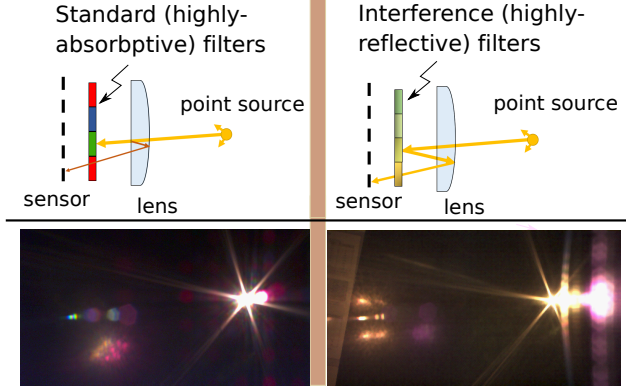 Standard (highly-
absorbptive) filters
point source
sensor
lens
Interference (highly-
reflective) filters
point source
sensor
lens